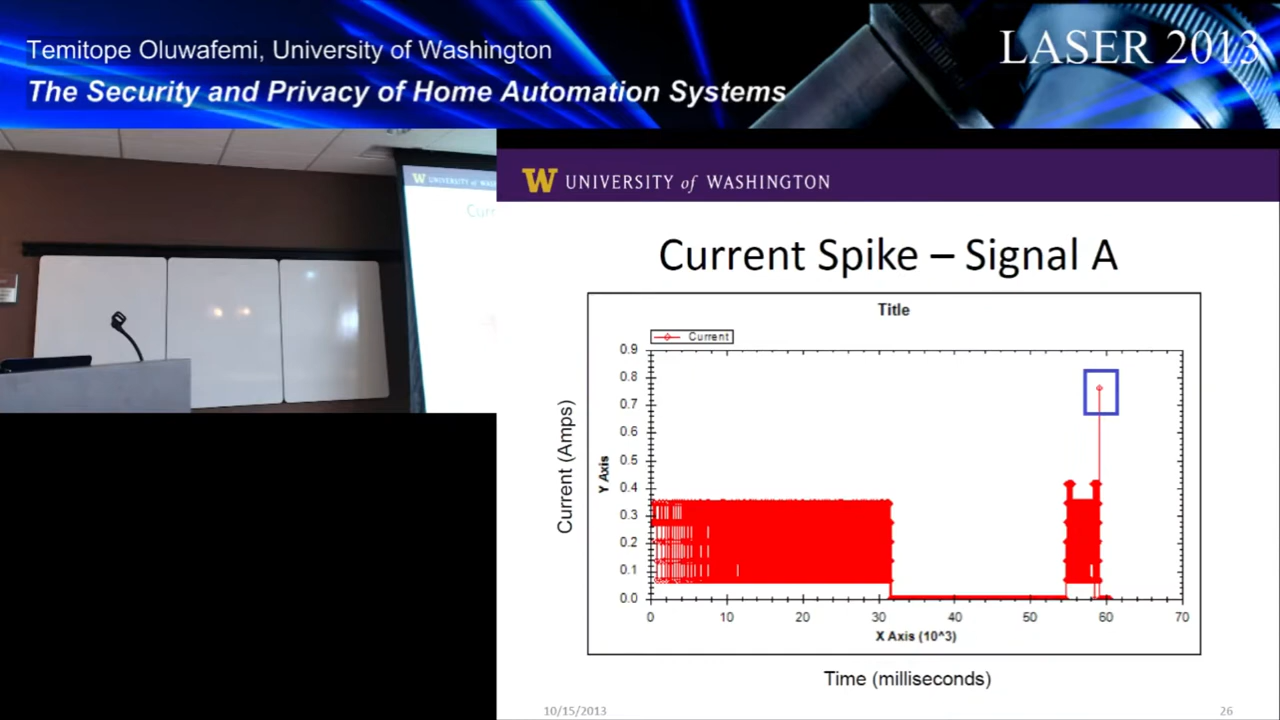 Temitope Oluwafemi, University of Washington
The Security and Privacy of Home Automation Systems
LASER 2013
W UNIVERSITY of WASHINGTON
Current Spike – Signal A
Title
Current
0.9
0.8
0.7
0.6
0.5
0.4
0.3
0.2
0.1
0.0
Y Axis
Current (Amps)
0 10 20 30 40 50 60 70
X Axis (10^3)
Time (milliseconds)
10/15/2013
26